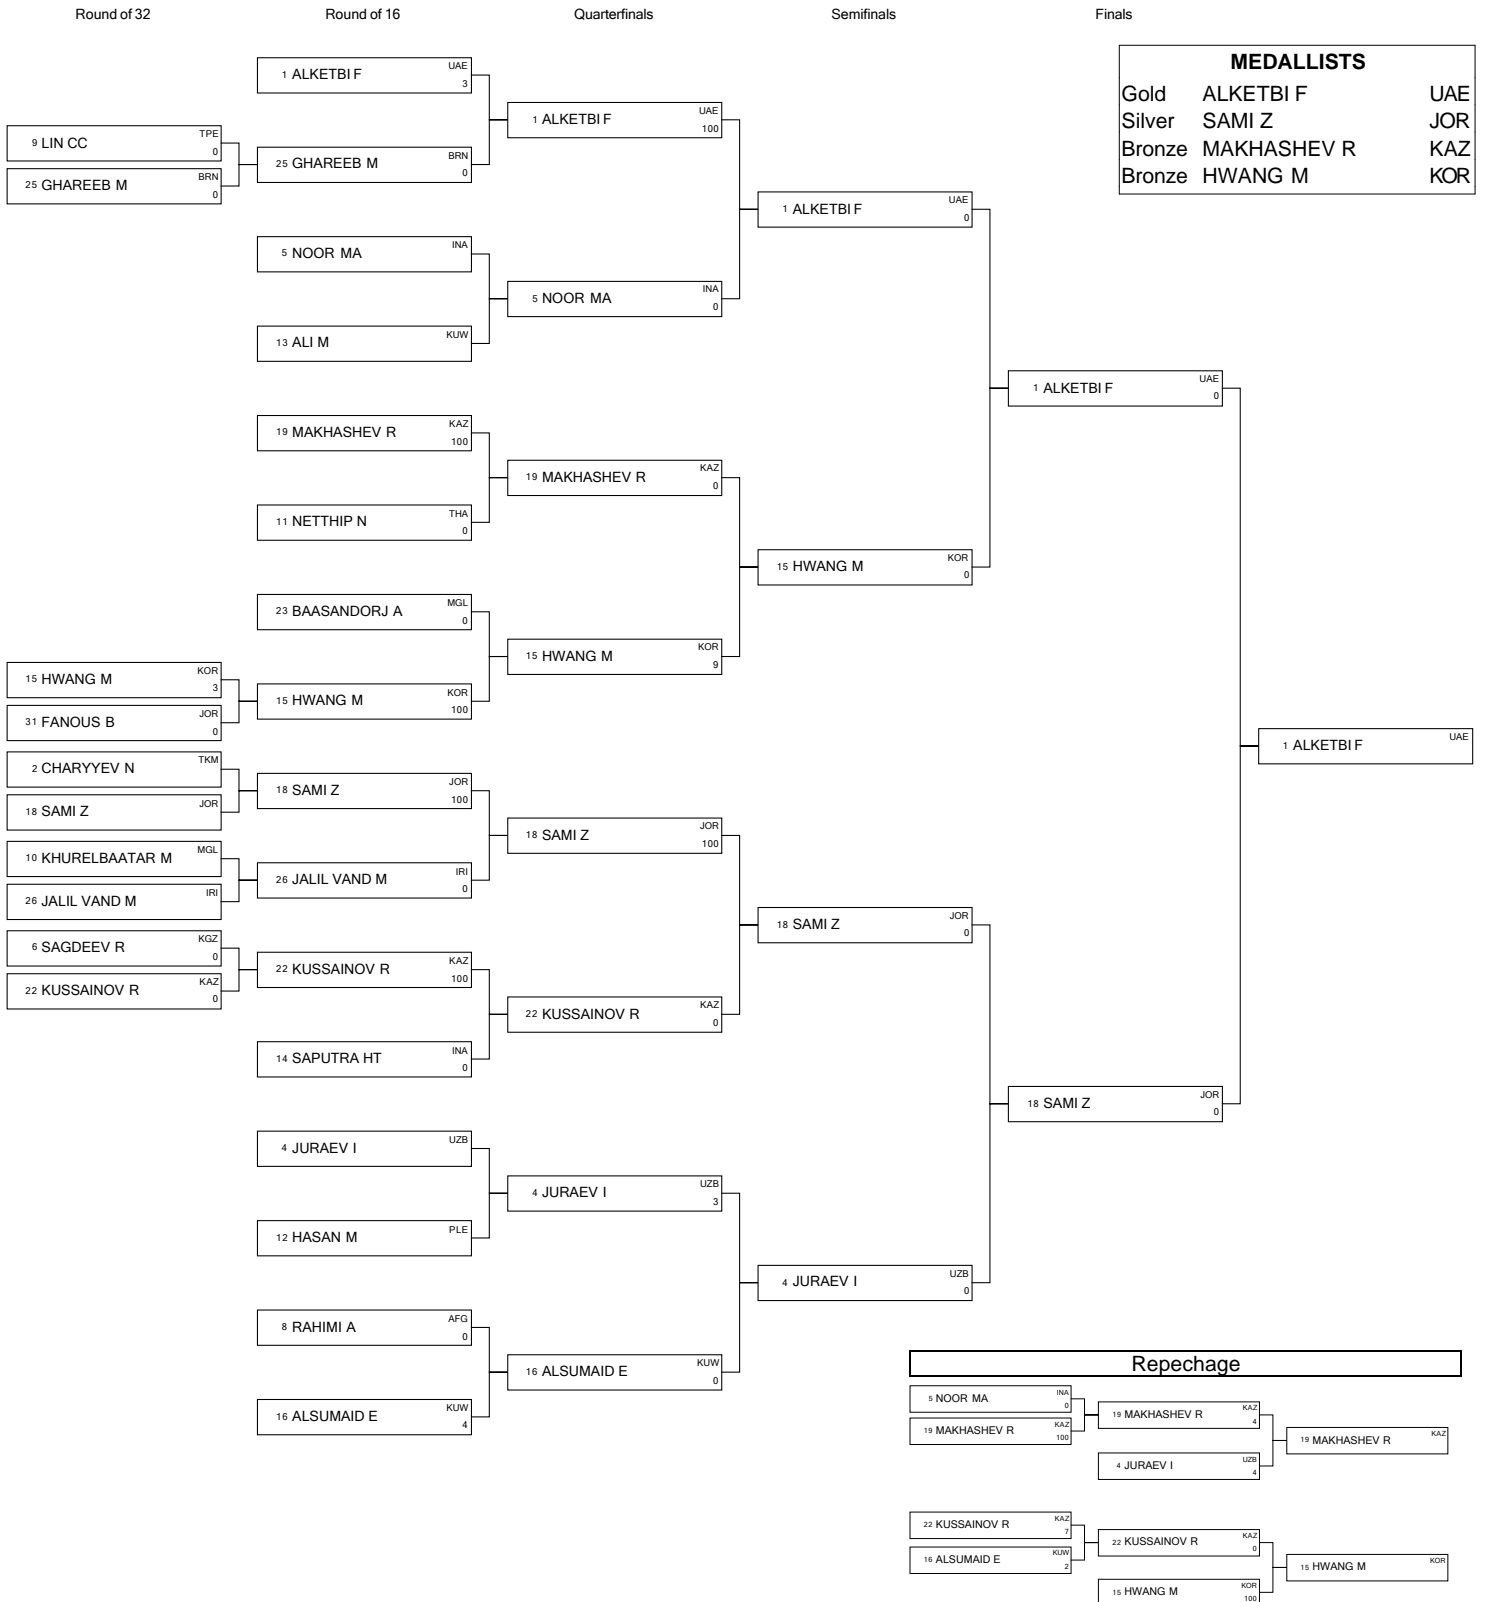 Round of 32 Round of 16 Quarterfinals Semifinals Finals
MEDALLISTS
Gold ALKETBI F UAE
Silver SAMI Z JOR
Bronze MAKHASHEV R KAZ
Bronze HWANG M KOR
9 LIN CC TPE 0
25 GHAREEB M BRN 0
15 HWANG M KOR 3
31 FANOUS B JOR 0
2 CHARYYEV N TKM
18 SAMI Z JOR
10 KHURELBAATAR M MGL
26 JALIL VAND M IRI
6 SAGDEEV R KGZ 0
22 KUSSAINOV R KAZ 0
1 ALKETBI F UAE 3
25 GHAREEB M BRN 0
5 NOOR MA INA
13 ALI M KUW
19 MAKHASHEV R KAZ 100
11 NETTHIP N THA 0
23 BAASANDORJ A MGL 0
15 HWANG M KOR 100
18 SAMI Z JOR 100
26 JALIL VAND M IRI 0
22 KUSSAINOV R KAZ 100
14 SAPUTRA HT INA 0
4 JURAEV I UZB
12 HASAN M PLE
8 RAHIMI A AFG 0
16 ALSUMAID E KUW 4
1 ALKETBI F UAE 100
5 NOOR MA INA 0
19 MAKHASHEV R KAZ 0
15 HWANG M KOR 9
18 SAMI Z JOR 100
22 KUSSAINOV R KAZ 0
4 JURAEV I UZB 3
16 ALSUMAID E KUW 0
1 ALKETBI F UAE 0
15 HWANG M KOR 0
18 SAMI Z JOR 0
4 JURAEV I UZB 0
1 ALKETBI F UAE 0
18 SAMI Z JOR 0
1 ALKETBI F UAE
Repechage
5 NOOR MA INA 0
19 MAKHASHEV R KAZ 100
19 MAKHASHEV R KAZ 4
4 JURAEV I UZB 4
19 MAKHASHEV R KAZ
22 KUSSAINOV R KAZ 7
16 ALSUMAID E KUW 2
22 KUSSAINOV R KAZ 0
15 HWANG M KOR 100
15 HWANG M KOR